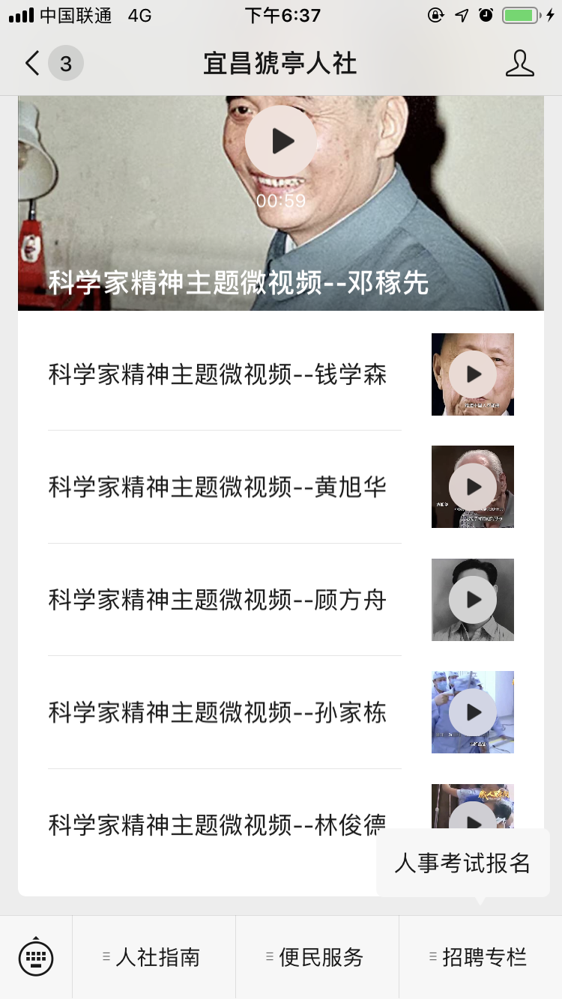 中国联通 4G 下午6:37
3 宜昌猇亭人社
00:59
科学家精神主题微视频--邓稼先
科学家精神主题微视频--钱学森
科学家精神主题微视频--黄旭华
科学家精神主题微视频--顾方舟
科学家精神主题微视频--孙家栋
科学家精神主题微视频--林俊德
人事考试报名
人社指南 便民服务 招聘专栏